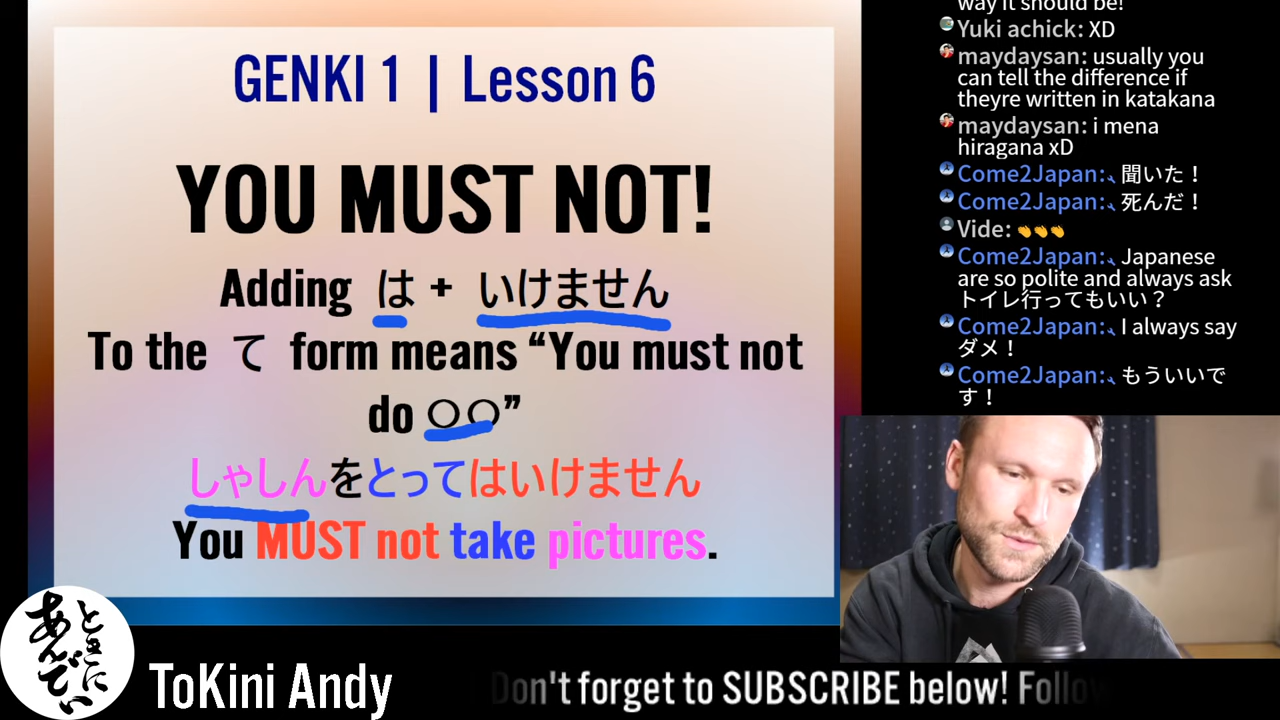 GENKI 1 | Lesson 6
YOU MUST NOT!
Adding は + いけません
To the て form means “You must not
do ○○”
しゃしんをとってはいけません
You MUST not take pictures.
way it should be!
Yuki achick: XD
maydaysan: usually you
can tell the difference if
theyre written in katakana
maydaysan: i mena
hiragana xD
Come2Japan: 聞いた！
Come2Japan: 死んだ！
Vide: 👏👏👏
Come2Japan: Japanese
are so polite and always ask
トイレ行ってもいい？
Come2Japan: I always say
ダメ！
Come2Japan: もういいで
す！
ときに
あんでぃ
ToKini Andy
Don't forget to SUBSCRIBE below! Follow